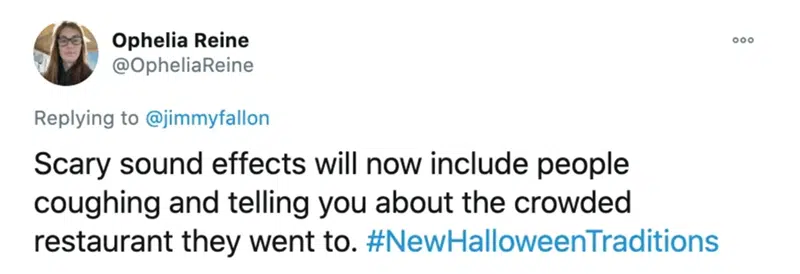 Ophelia Reine
@OpheliaReine
Replying to @jimmyfallon
Scary sound effects will now include people
coughing and telling you about the crowded
restaurant they went to. #NewHalloweenTraditions